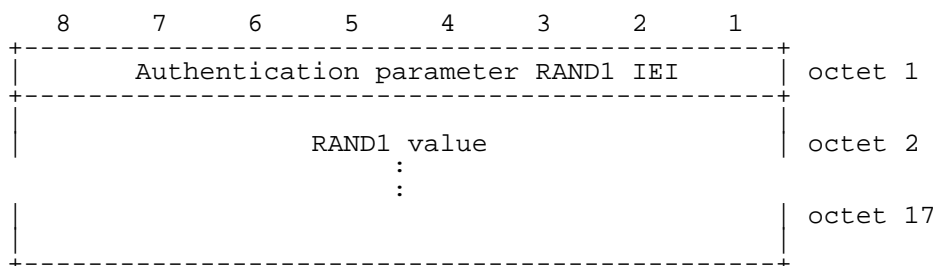 8 7 6 5 4 3 2 1
+-----------------------------------------------+
| Authentication parameter RAND1 IEI | octet 1
+-----------------------------------------------+
|
| RAND1 value | octet 2
:
:
| | octet 17
| |
+-----------------------------------------------+